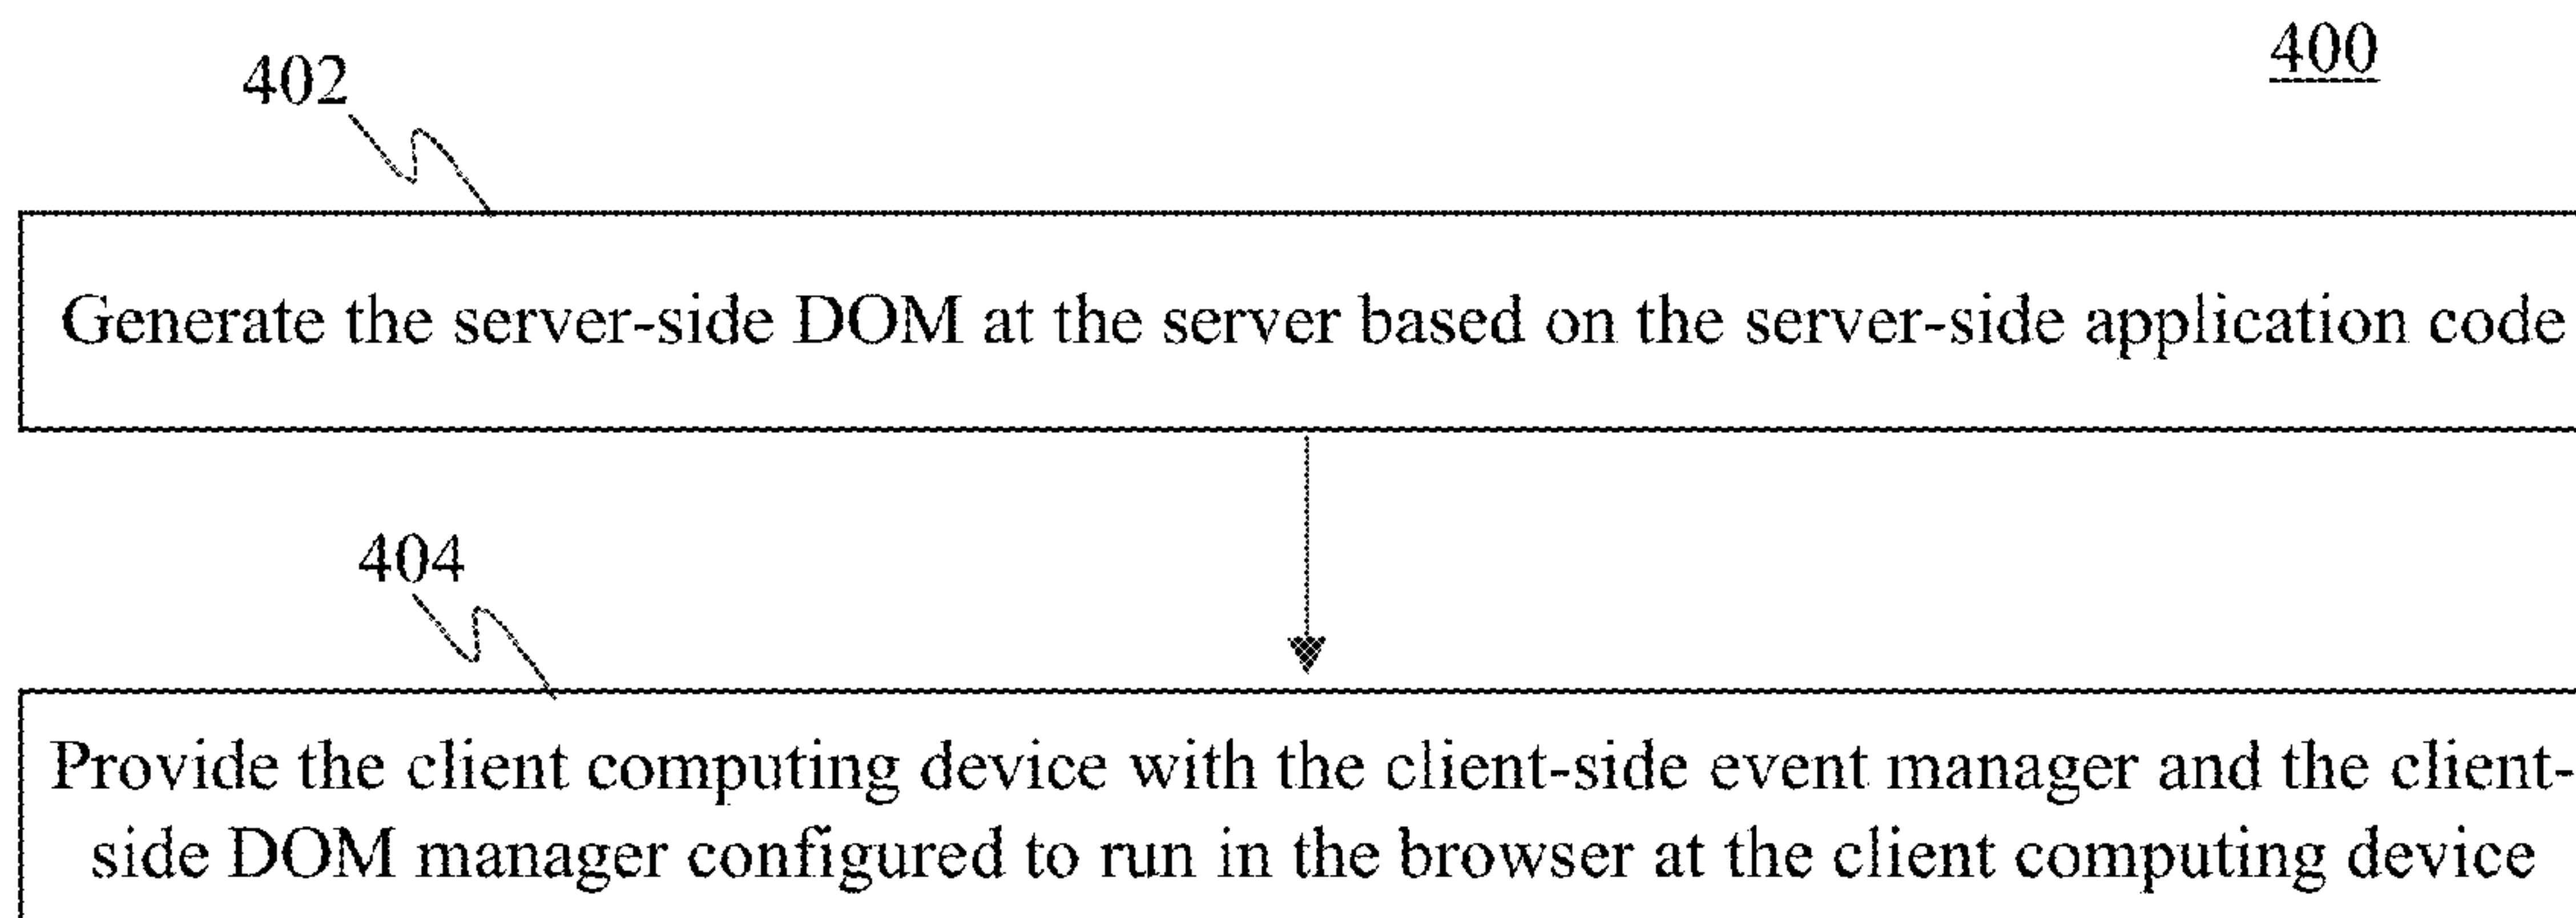 400
402
Generate the server-side DOM at the server based on the server-side application code
404
Provide the client computing device with the client-side event manager and the client-
side DOM manager configured to run in the browser at the client computing device